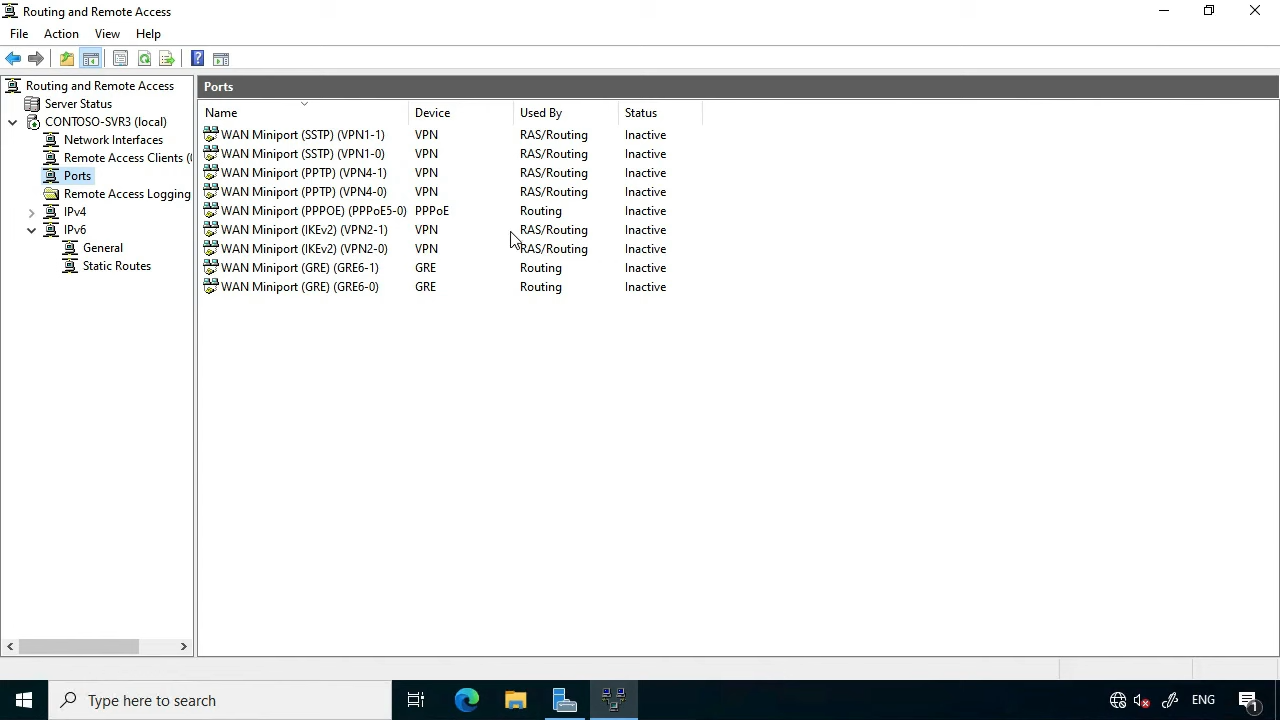 Routing and Remote Access
File Action View Help
Routing and Remote Access
Server Status
CONTOSO-SVR3 (local)
Network Interfaces
Remote Access Clients (
Ports
Remote Access Logging
IPv4
IPv6
General
Static Routes
Ports
Name Device Used By Status
WAN Miniport (SSTP) (VPN1-1) VPN RAS/Routing Inactive
WAN Miniport (SSTP) (VPN1-0) VPN RAS/Routing Inactive
WAN Miniport (PPTP) (VPN4-1) VPN RAS/Routing Inactive
WAN Miniport (PPTP) (VPN4-0) VPN RAS/Routing Inactive
WAN Miniport (PPPOE) (PPPoE5-0) PPPoE Routing Inactive
WAN Miniport (IKEv2) (VPN2-1) VPN RAS/Routing Inactive
WAN Miniport (IKEv2) (VPN2-0) VPN RAS/Routing Inactive
WAN Miniport (GRE) (GRE6-1) GRE Routing Inactive
WAN Miniport (GRE) (GRE6-0) GRE Routing Inactive
Type here to search
ENG
1